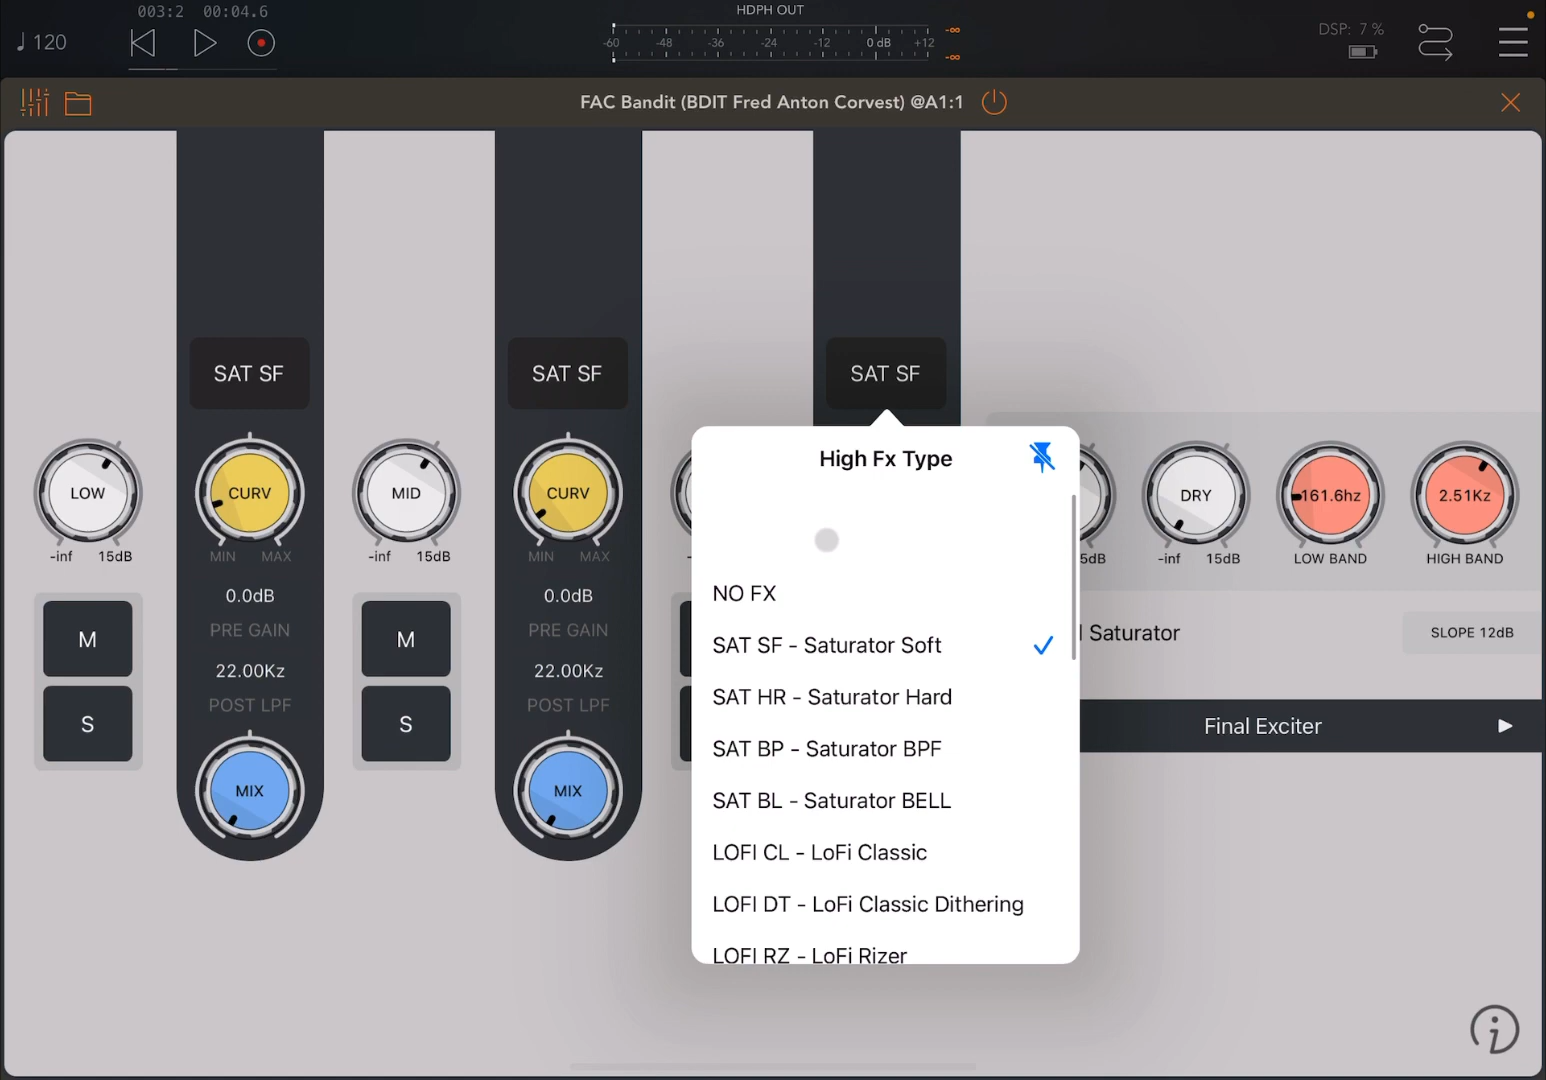 003:2 00:04.6
HDPH OUT
♩ 120
-60 -48 -36 -24 -12 0 dB +12
-∞
-∞
DSP: 7 %
FAC Bandit (BDIT Fred Anton Corvest) @A1:1
SAT SF
SAT SF
SAT SF
LOW
-inf 15dB
M
S
CURV
MIN MAX
0.0dB
PRE GAIN
22.00Kz
POST LPF
MIX
MID
-inf 15dB
M
S
CURV
MIN MAX
0.0dB
PRE GAIN
22.00Kz
POST LPF
MIX
High Fx Type
NO FX
SAT SF - Saturator Soft
SAT HR - Saturator Hard
SAT BP - Saturator BPF
SAT BL - Saturator BELL
LOFI CL - LoFi Classic
LOFI DT - LoFi Classic Dithering
LOFI RZ - LoFi Rizer
5dB
DRY
-inf 15dB
161.6hz
LOW BAND
2.51Kz
HIGH BAND
Saturator
SLOPE 12dB
Final Exciter